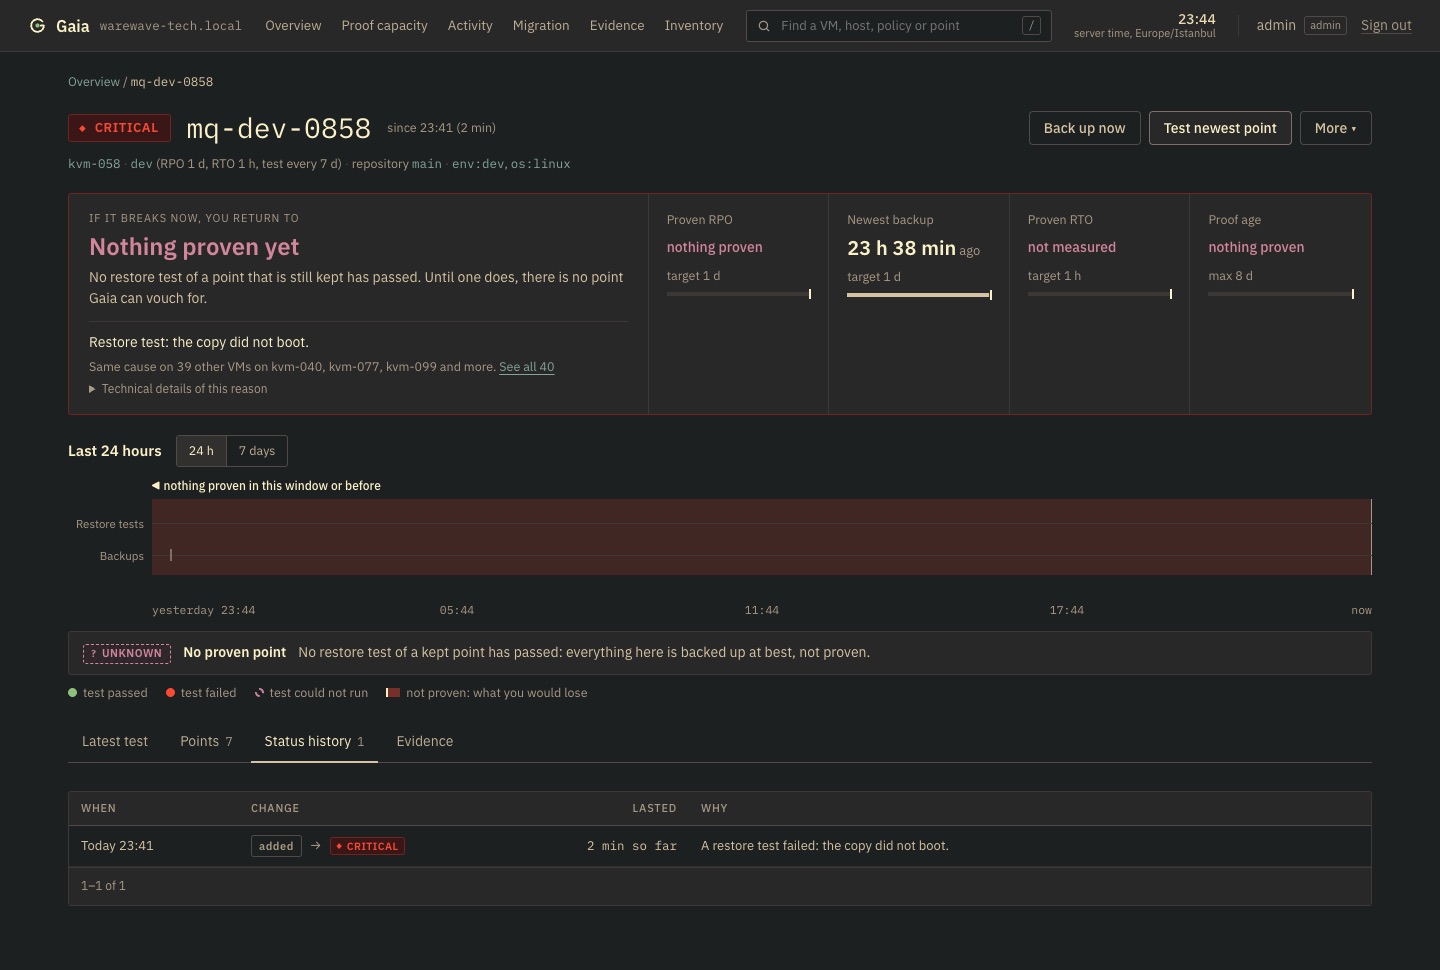 Gaia warewave-tech.local Overview Proof capacity Activity Migration Evidence Inventory Find a VM, host, policy or point / 23:44 admin admin Sign out
server time, Europe/Istanbul
Overview / mq-dev-0858
◆ CRITICAL mq-dev-0858 since 23:41 (2 min) Back up now Test newest point More ▾
kvm-058 · dev (RPO 1 d, RTO 1 h, test every 7 d) · repository main · env:dev, os:linux
IF IT BREAKS NOW, YOU RETURN TO
Nothing proven yet
No restore test of a point that is still kept has passed. Until one does, there is no point
Gaia can vouch for.
Restore test: the copy did not boot.
Same cause on 39 other VMs on kvm-040, kvm-077, kvm-099 and more. See all 40
▶ Technical details of this reason
Proven RPO
nothing proven
target 1 d
Newest backup
23 h 38 min ago
target 1 d
Proven RTO
not measured
target 1 h
Proof age
nothing proven
max 8 d
Last 24 hours 24 h 7 days
◀ nothing proven in this window or before
Restore tests
Backups
yesterday 23:44 05:44 11:44 17:44 now
? UNKNOWN No proven point No restore test of a kept point has passed: everything here is backed up at best, not proven.
test passed test failed test could not run not proven: what you would lose
Latest test Points 7 Status history 1 Evidence
WHEN CHANGE LASTED WHY
Today 23:41 added → ◆ CRITICAL 2 min so far A restore test failed: the copy did not boot.
1–1 of 1